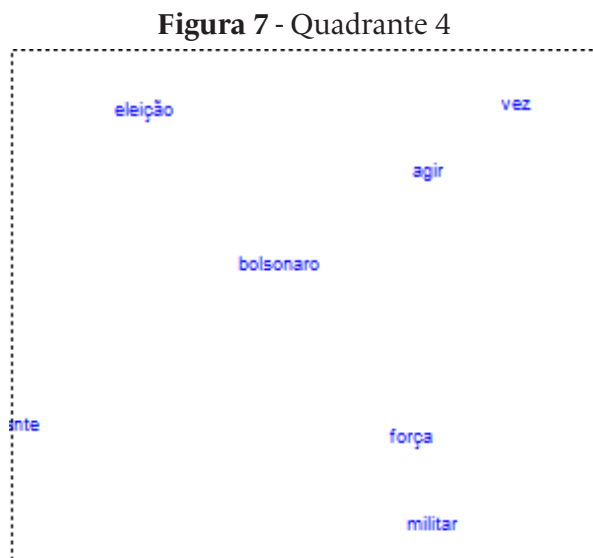 Figura 7 - Quadrante 4
eleição vez
agir
bolsonaro
força
militar